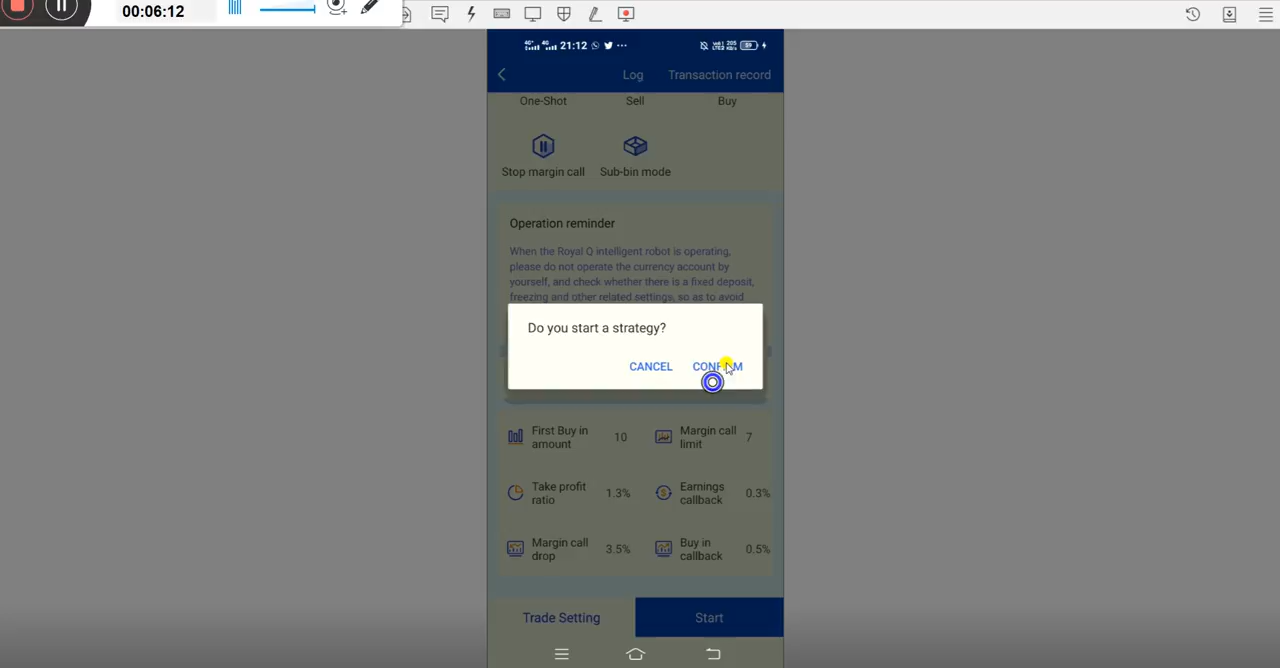 00:06:12
21:12
59
Log Transaction record
One-Shot Sell Buy
Stop margin call Sub-bin mode
Operation reminder
When the Royal Q intelligent robot is operating,
please do not operate the currency account by
yourself, and check whether there is a fixed deposit,
freezing and other related settings, so as to avoid
Do you start a strategy?
CANCEL CONFIRM
First Buy in amount 10 Margin call limit 7
Take profit ratio 1.3% Earnings callback 0.3%
Margin call drop 3.5% Buy in callback 0.5%
Trade Setting Start